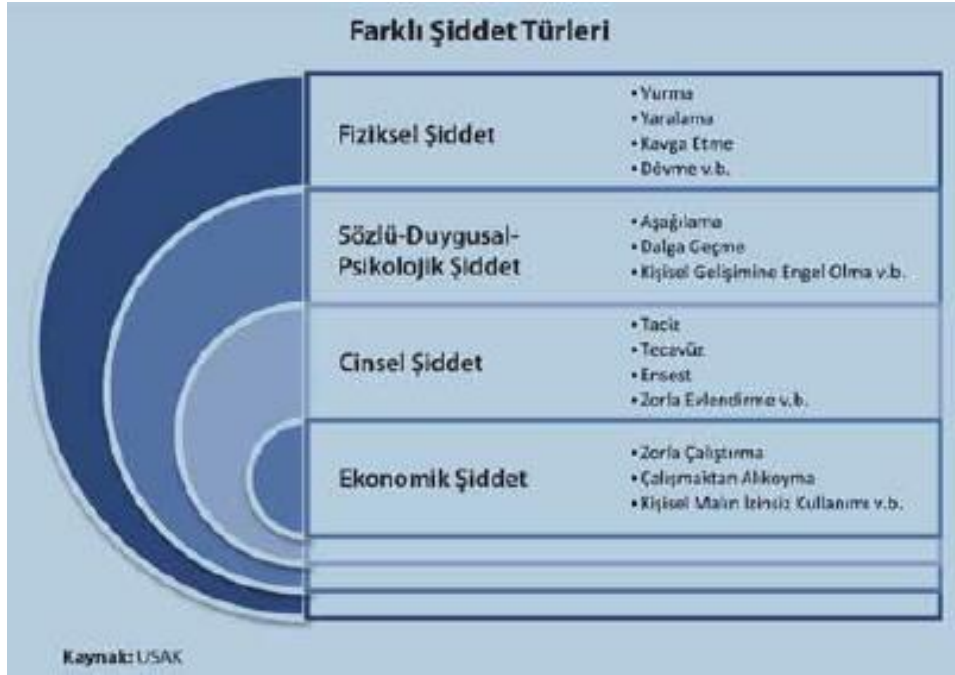 Farklı Şiddet Türleri
Fiziksel Şiddet
• Vurma
• Yaralama
• Kavga Etme
• Dövme v.b.
Sözlü-Duygusal-
Psikolojik Şiddet
• Aşağılama
• Dalga Geçme
• Kişisel Gelişimine Engel Olma v.b.
Cinsel Şiddet
• Taciz
• Tecavüz
• Ensest
• Zorla Evlendirme v.b.
Ekonomik Şiddet
• Zorla Çalıştırma
• Çalışmaktan Alıkoyma
• Kişisel Malın İzinsiz Kullanımı v.b.
Kaynak: USAK